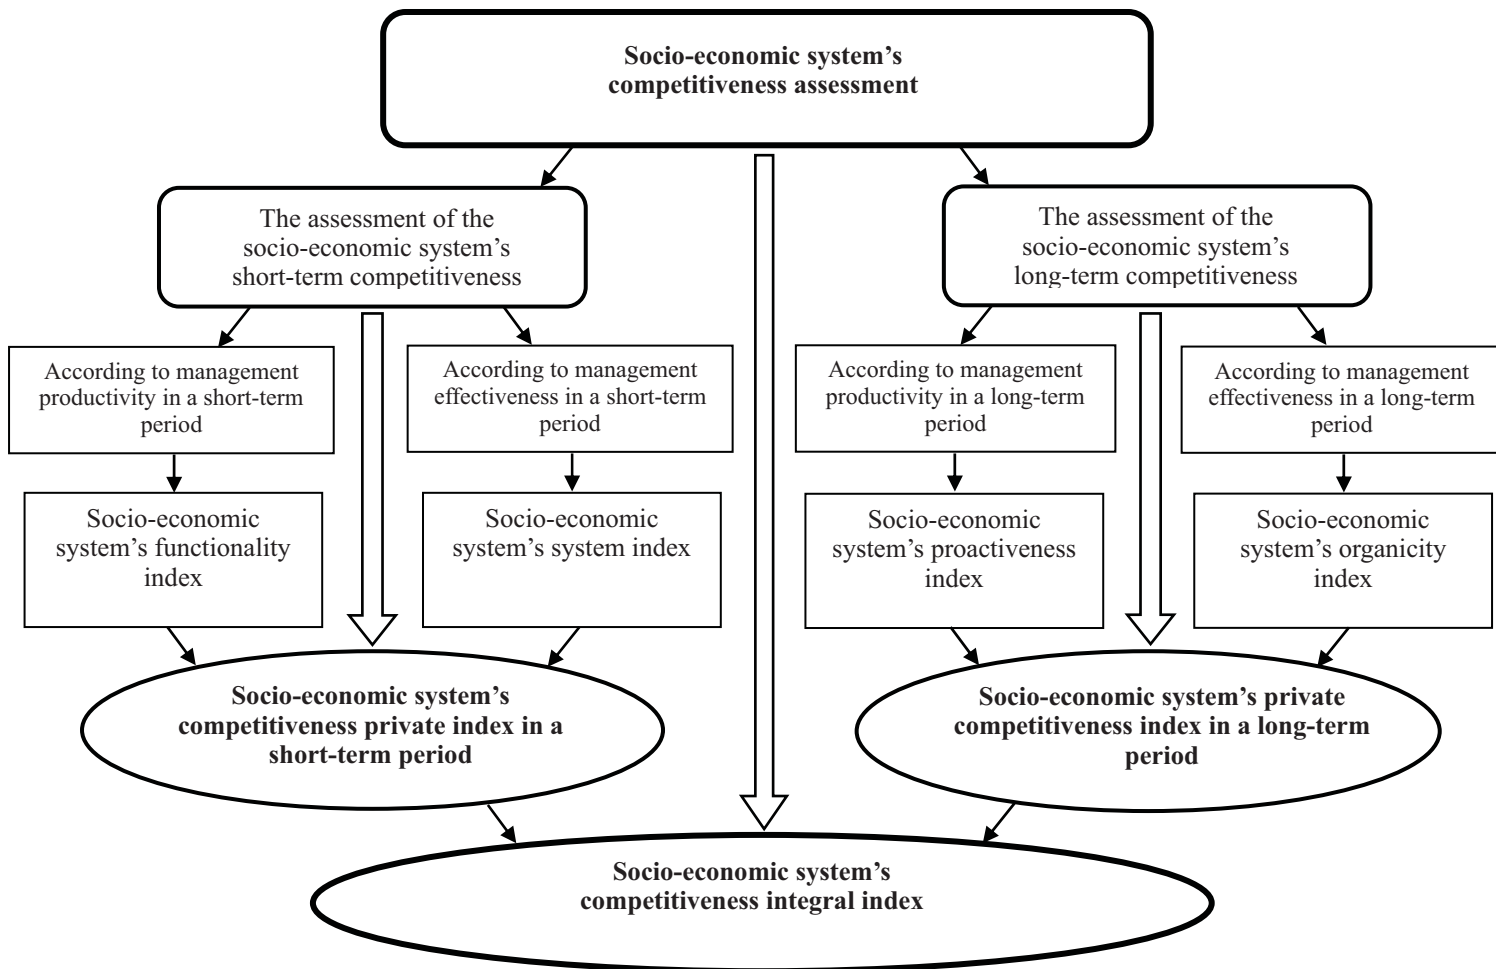 Socio-economic system’s
competitiveness assessment
The assessment of the
socio-economic system’s
short-term competitiveness
The assessment of the
socio-economic system’s
long-term competitiveness
According to management
productivity in a short-term
period
According to management
effectiveness in a short-term
period
According to management
productivity in a long-term
period
According to management
effectiveness in a long-term
period
Socio-economic
system’s functionality
index
Socio-economic
system’s system index
Socio-economic
system’s proactiveness
index
Socio-economic
system’s organicity
index
Socio-economic system’s
competitiveness private index in a
short-term period
Socio-economic system’s private
competitiveness index in a long-term
period
Socio-economic system’s
competitiveness integral index